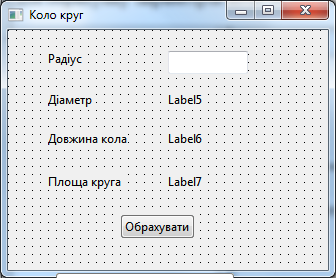 Коло круг
Радіус
Діаметр Label5
Довжина кола Label6
Площа круга Label7
Обрахувати